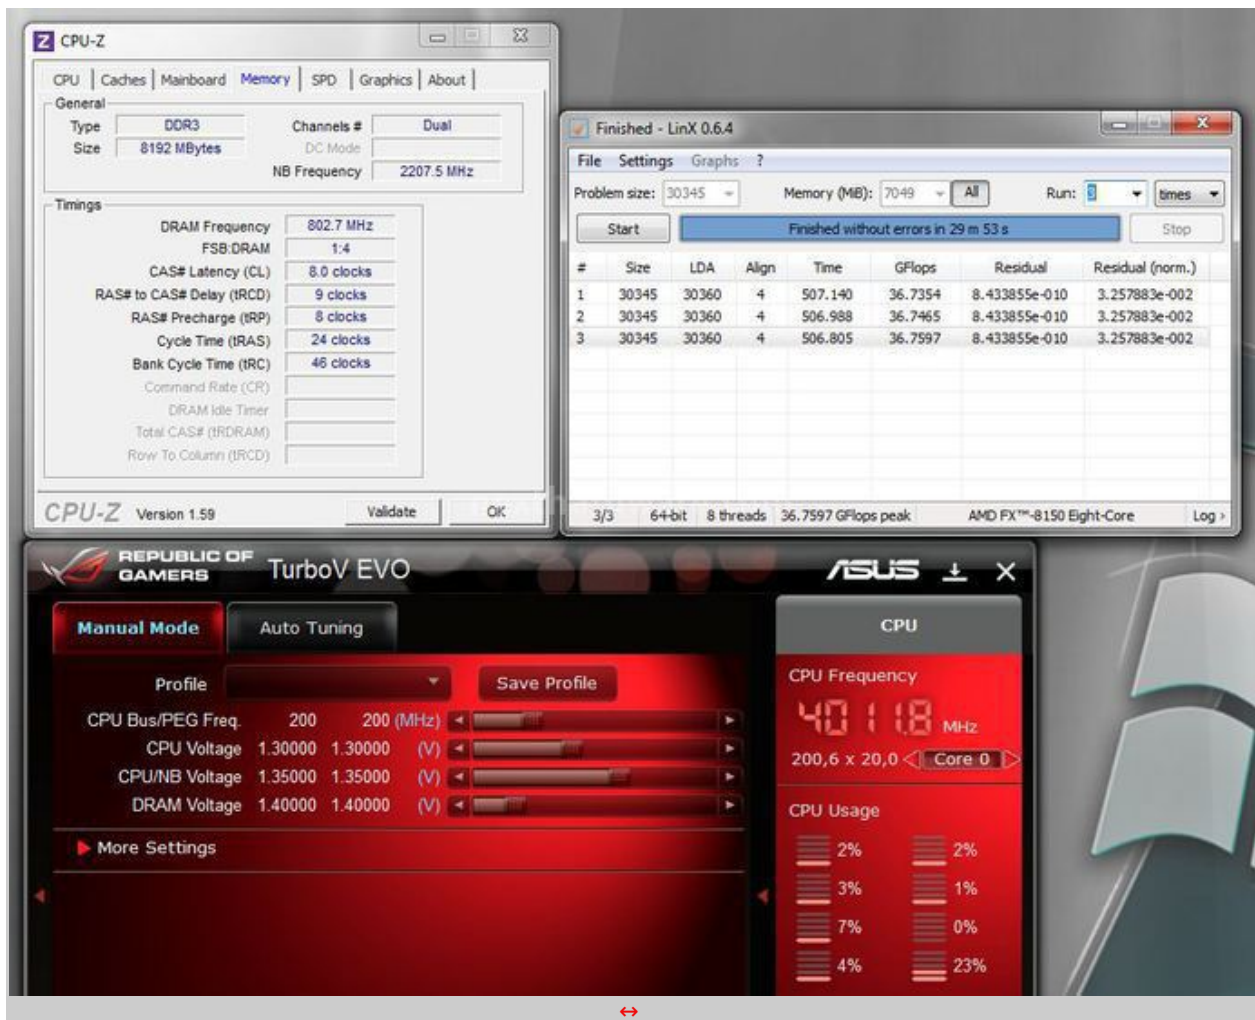 CPU-Z
CPU Caches Mainboard Memory SPD Graphics About
General
Type DDR3 Channels # Dual
Size 8192 MBytes DC Mode
NB Frequency 2207.5 MHz
Timings
DRAM Frequency 802.7 MHz
FSB:DRAM 1:4
CAS# Latency (CL) 8.0 clocks
RAS# to CAS# Delay (tRCD) 9 clocks
RAS# Precharge (tRP) 8 clocks
Cycle Time (tRAS) 24 clocks
Bank Cycle Time (tRC) 46 clocks
Command Rate (CR)
DRAM Idle Timer
Total CAS# (tRDRAM)
Row To Column (tRCD)
CPU-Z Version 1.59 Validate OK
Finished - LinX 0.6.4
File Settings Graphs ?
Problem size: 30345 Memory (MiB): 7049 All Run: 3 times
Start Finished without errors in 29 m 53 s Stop
# Size LDA Align Time GFlops Residual Residual (norm.)
1 30345 30360 4 507.140 36.7354 8.433855e-010 3.257883e-002
2 30345 30360 4 506.988 36.7465 8.433855e-010 3.257883e-002
3 30345 30360 4 506.805 36.7597 8.433855e-010 3.257883e-002
3/3 64-bit 8 threads 36.7597 GFlops peak AMD FX™-8150 Eight-Core Log ›
REPUBLIC OF
GAMERS
TurboV EVO
ASUS
Manual Mode Auto Tuning
Profile Save Profile
CPU Bus/PEG Freq. 200 200 (MHz)
CPU Voltage 1.30000 1.30000 (V)
CPU/NB Voltage 1.35000 1.35000 (V)
DRAM Voltage 1.40000 1.40000 (V)
More Settings
CPU
CPU Frequency
4011.8 MHz
200,6 x 20,0 Core 0
CPU Usage
2% 2%
3% 1%
7% 0%
4% 23%